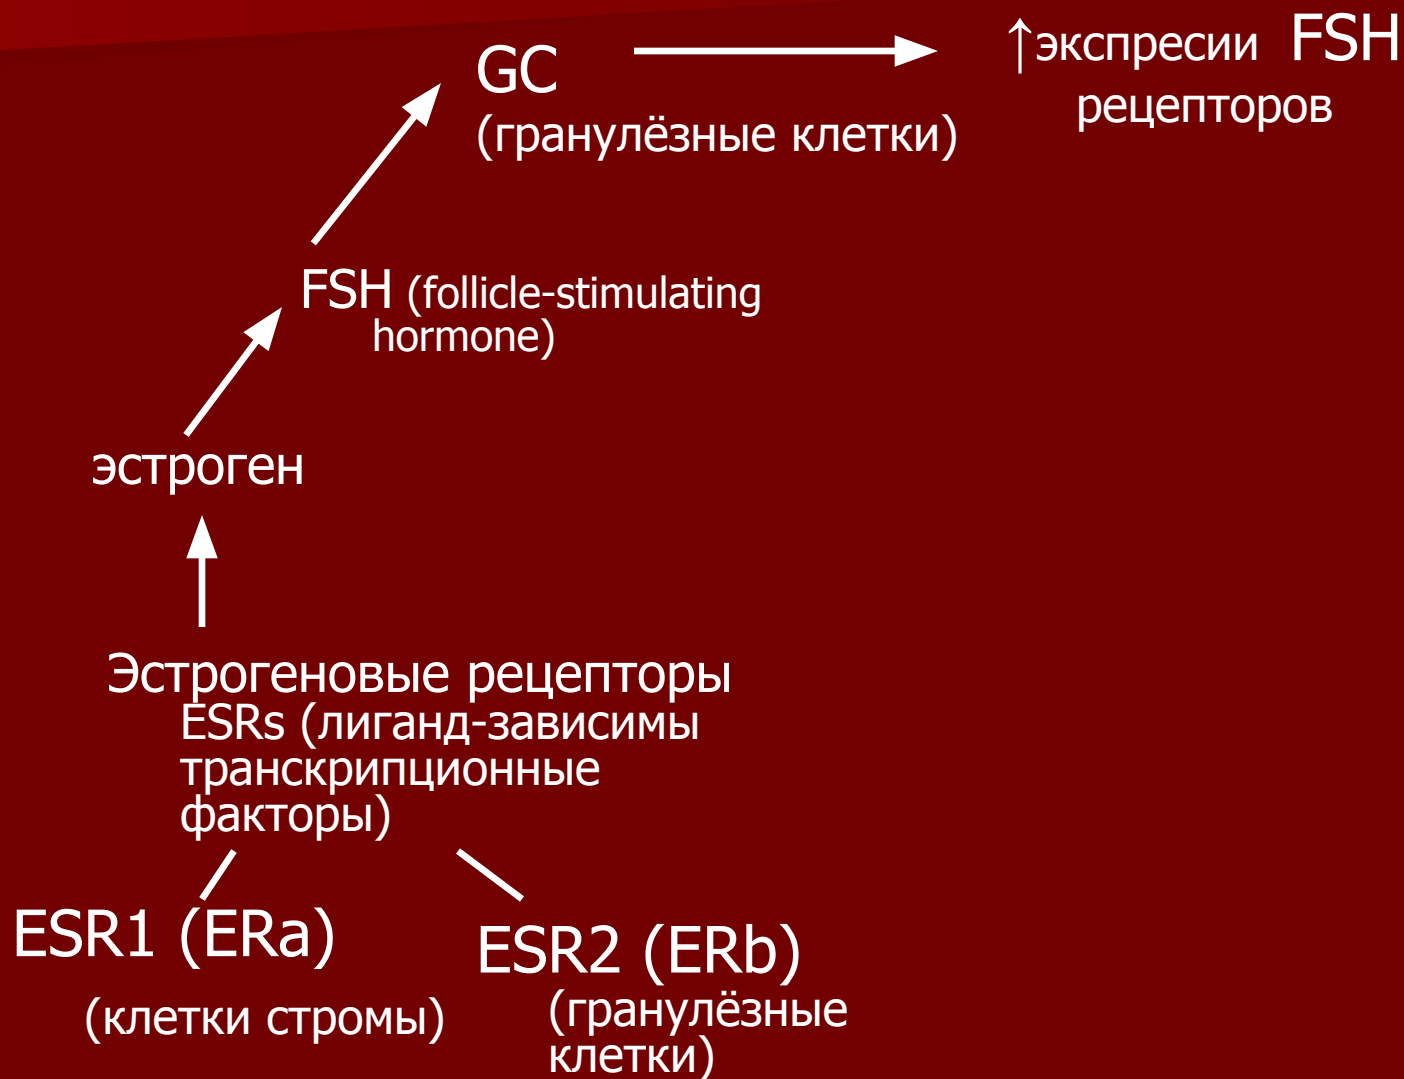 GC
(гранулёзные клетки)
↑экспресии FSH
рецепторов
FSH (follicle-stimulating
hormone)
эстроген
Эстрогеновые рецепторы
ESRs (лиганд-зависимы
транскрипционные
факторы)
ESR1 (ERa)
(клетки стромы)
ESR2 (ERb)
(гранулёзные
клетки)